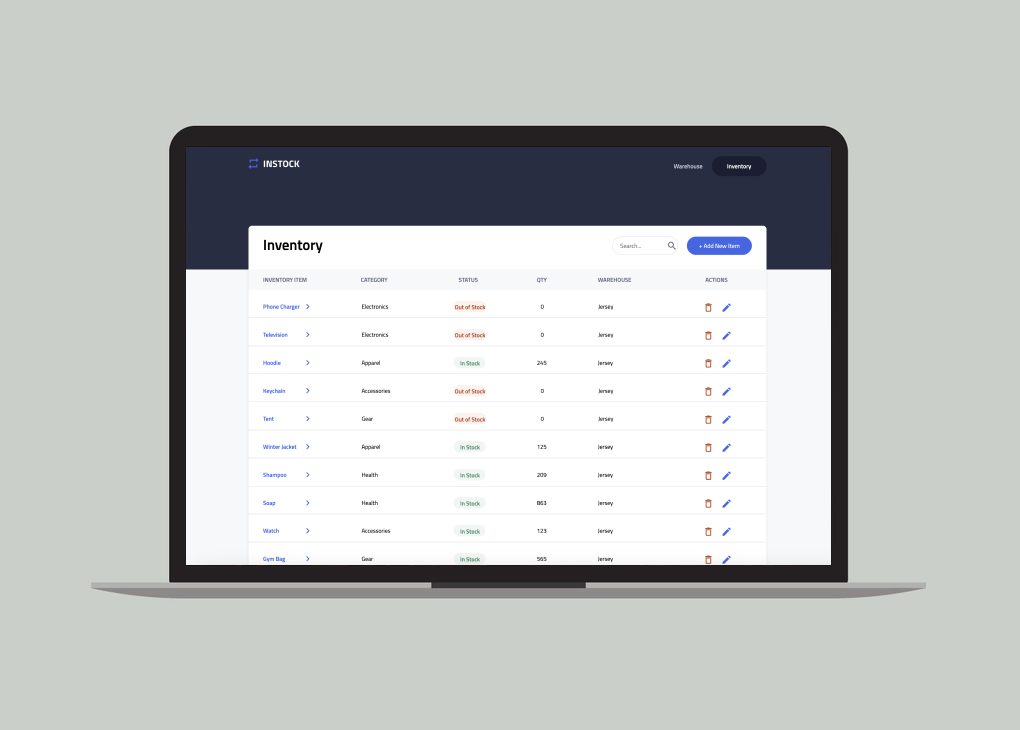 INSTOCK
Warehouse Inventory
Inventory Search... + Add New Item
INVENTORY ITEM CATEGORY STATUS QTY WAREHOUSE ACTIONS
Phone Charger Electronics Out of Stock 0 Jersey
Television Electronics Out of Stock 0 Jersey
Hoodie Apparel In Stock 245 Jersey
Keychain Accessories Out of Stock 0 Jersey
Tent Gear Out of Stock 0 Jersey
Winter Jacket Apparel In Stock 125 Jersey
Shampoo Health In Stock 209 Jersey
Soap Health In Stock 863 Jersey
Watch Accessories In Stock 123 Jersey
Gym Bag Gear In Stock 565 Jersey